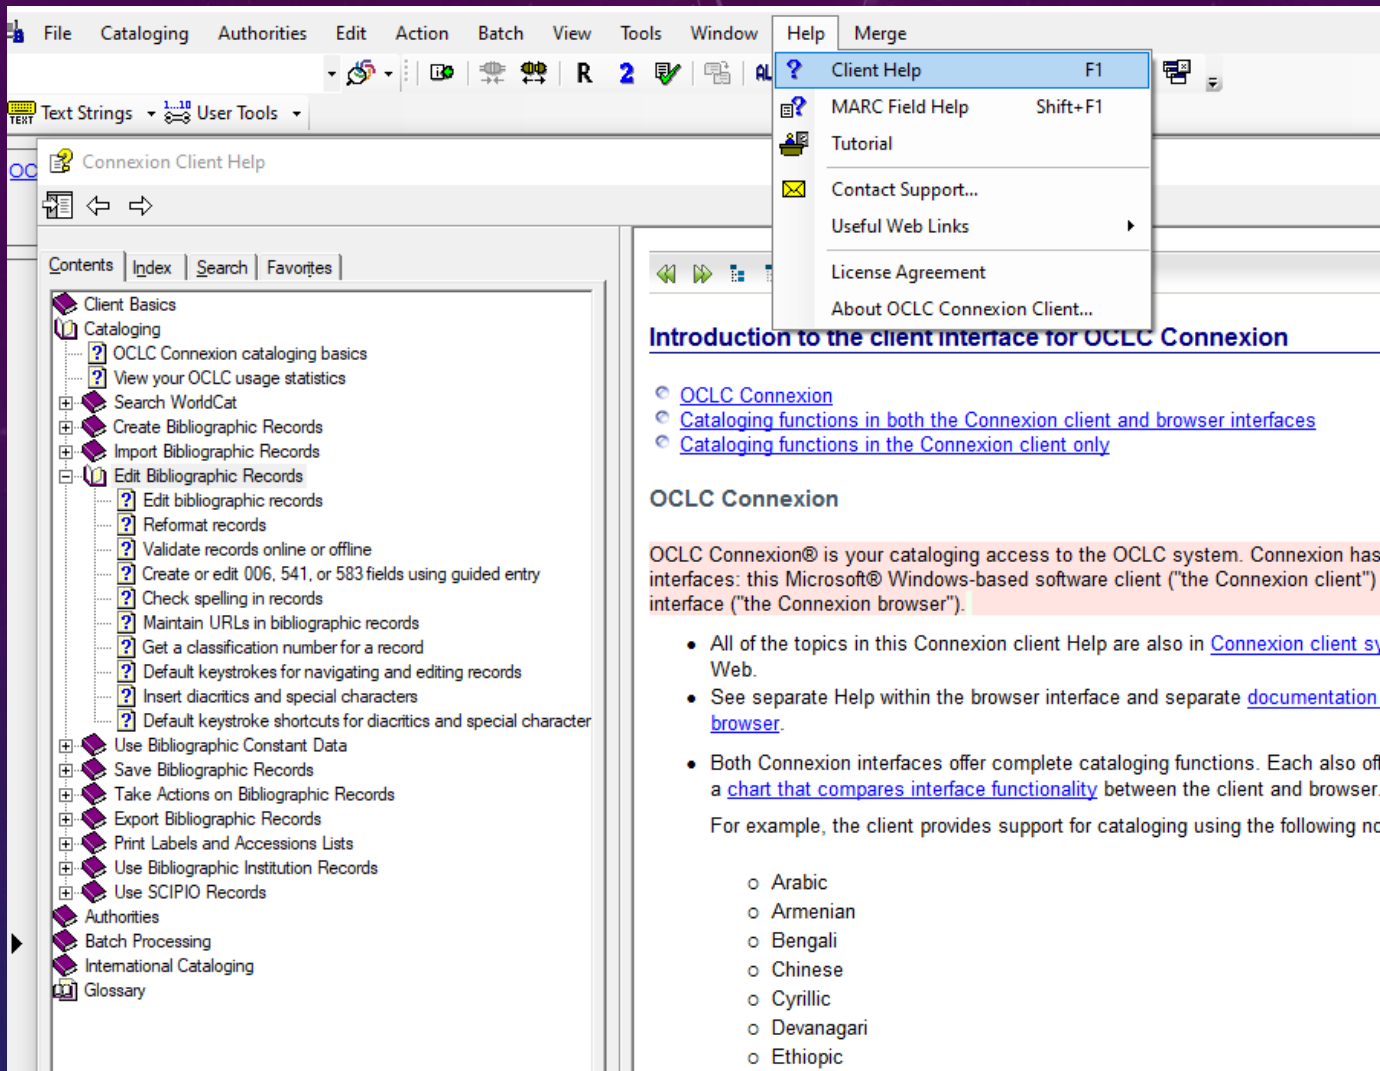 File Cataloging Authorities Edit Action Batch View Tools Window Help Merge
R 2 AL
Client Help F1
MARC Field Help Shift+F1
Tutorial
Contact Support...
Useful Web Links
License Agreement
About OCLC Connexion Client...
TEXT Text Strings 1...10 User Tools
OC
Connexion Client Help
Contents Index Search Favorites
Client Basics
Cataloging
OCLC Connexion cataloging basics
View your OCLC usage statistics
Search WorldCat
Create Bibliographic Records
Import Bibliographic Records
Edit Bibliographic Records
Edit bibliographic records
Reformat records
Validate records online or offline
Create or edit 006, 541, or 583 fields using guided entry
Check spelling in records
Maintain URLs in bibliographic records
Get a classification number for a record
Default keystrokes for navigating and editing records
Insert diacritics and special characters
Default keystroke shortcuts for diacritics and special character
Use Bibliographic Constant Data
Save Bibliographic Records
Take Actions on Bibliographic Records
Export Bibliographic Records
Print Labels and Accessions Lists
Use Bibliographic Institution Records
Use SCIPIO Records
Authorities
Batch Processing
International Cataloging
Glossary
Introduction to the client interface for OCLC Connexion
OCLC Connexion
Cataloging functions in both the Connexion client and browser interfaces
Cataloging functions in the Connexion client only
OCLC Connexion
OCLC Connexion® is your cataloging access to the OCLC system. Connexion has
interfaces: this Microsoft® Windows-based software client ("the Connexion client")
interface ("the Connexion browser").
• All of the topics in this Connexion client Help are also in Connexion client sy
Web.
• See separate Help within the browser interface and separate documentation
browser.
• Both Connexion interfaces offer complete cataloging functions. Each also off
a chart that compares interface functionality between the client and browser.
For example, the client provides support for cataloging using the following no
o Arabic
o Armenian
o Bengali
o Chinese
o Cyrillic
o Devanagari
o Ethiopic